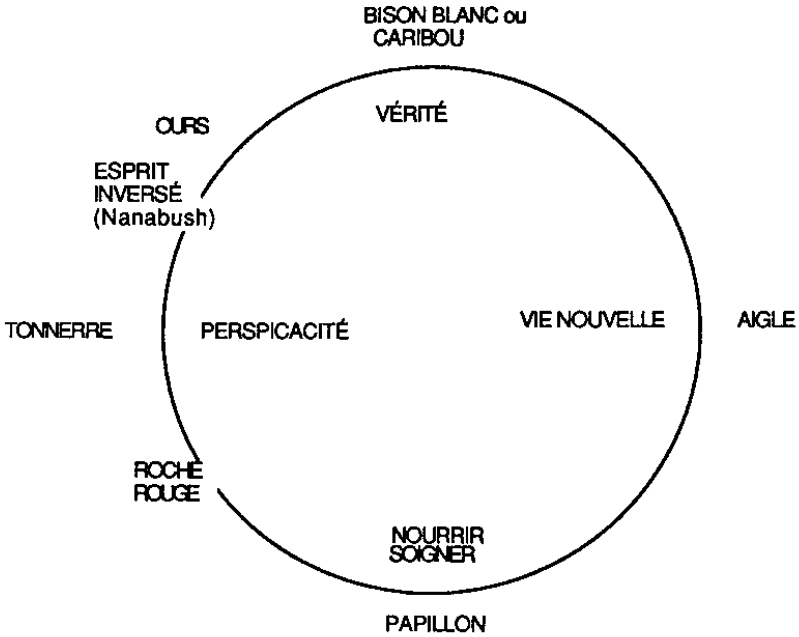 BISON BLANC ou
CARIBOU
VÉRITÉ
OURS
ESPRIT
INVERSÉ
(Nanabush)
TONNERRE
PERSPICACITÉ
VIE NOUVELLE
AIGLE
ROCHE
ROUGE
NOURRIR
SOIGNER
PAPILLON